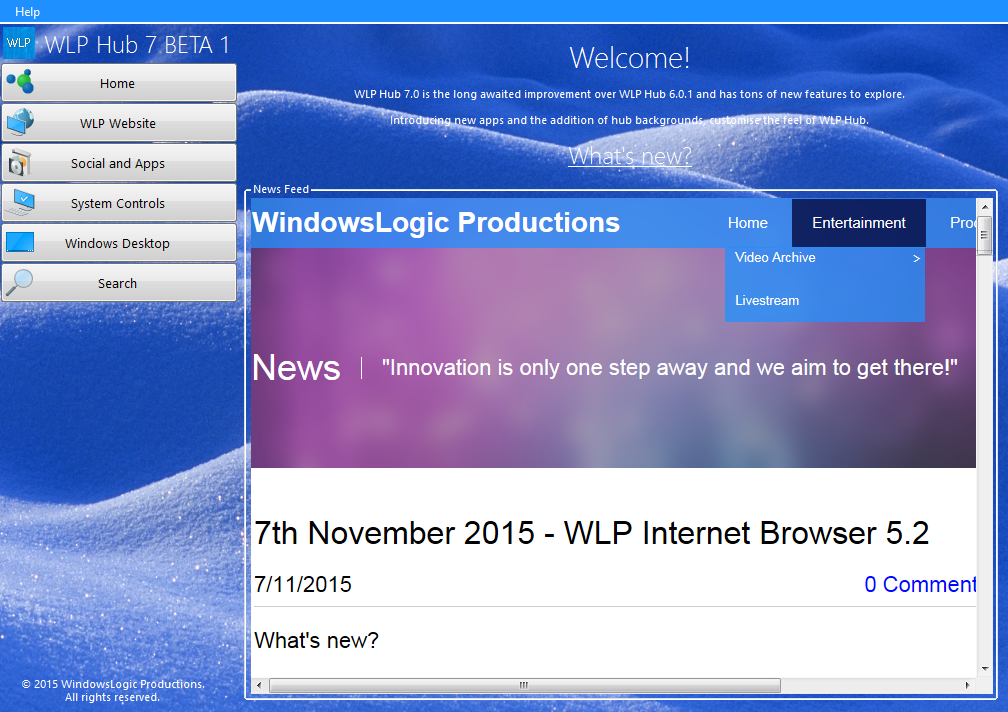 Help
WLP
WLP Hub 7 BETA 1
Home
WLP Website
Social and Apps
System Controls
Windows Desktop
Search
© 2015 WindowsLogic Productions.
All rights reserved.
Welcome!
WLP Hub 7.0 is the long awaited improvement over WLP Hub 6.0.1 and has tons of new features to explore.
Introducing new apps and the addition of hub backgrounds, customise the feel of WLP Hub.
What's new?
News Feed
WindowsLogic Productions
Home
Entertainment
Proc
Video Archive >
Livestream
News
"Innovation is only one step away and we aim to get there!"
7th November 2015 - WLP Internet Browser 5.2
7/11/2015
0 Comment
What's new?